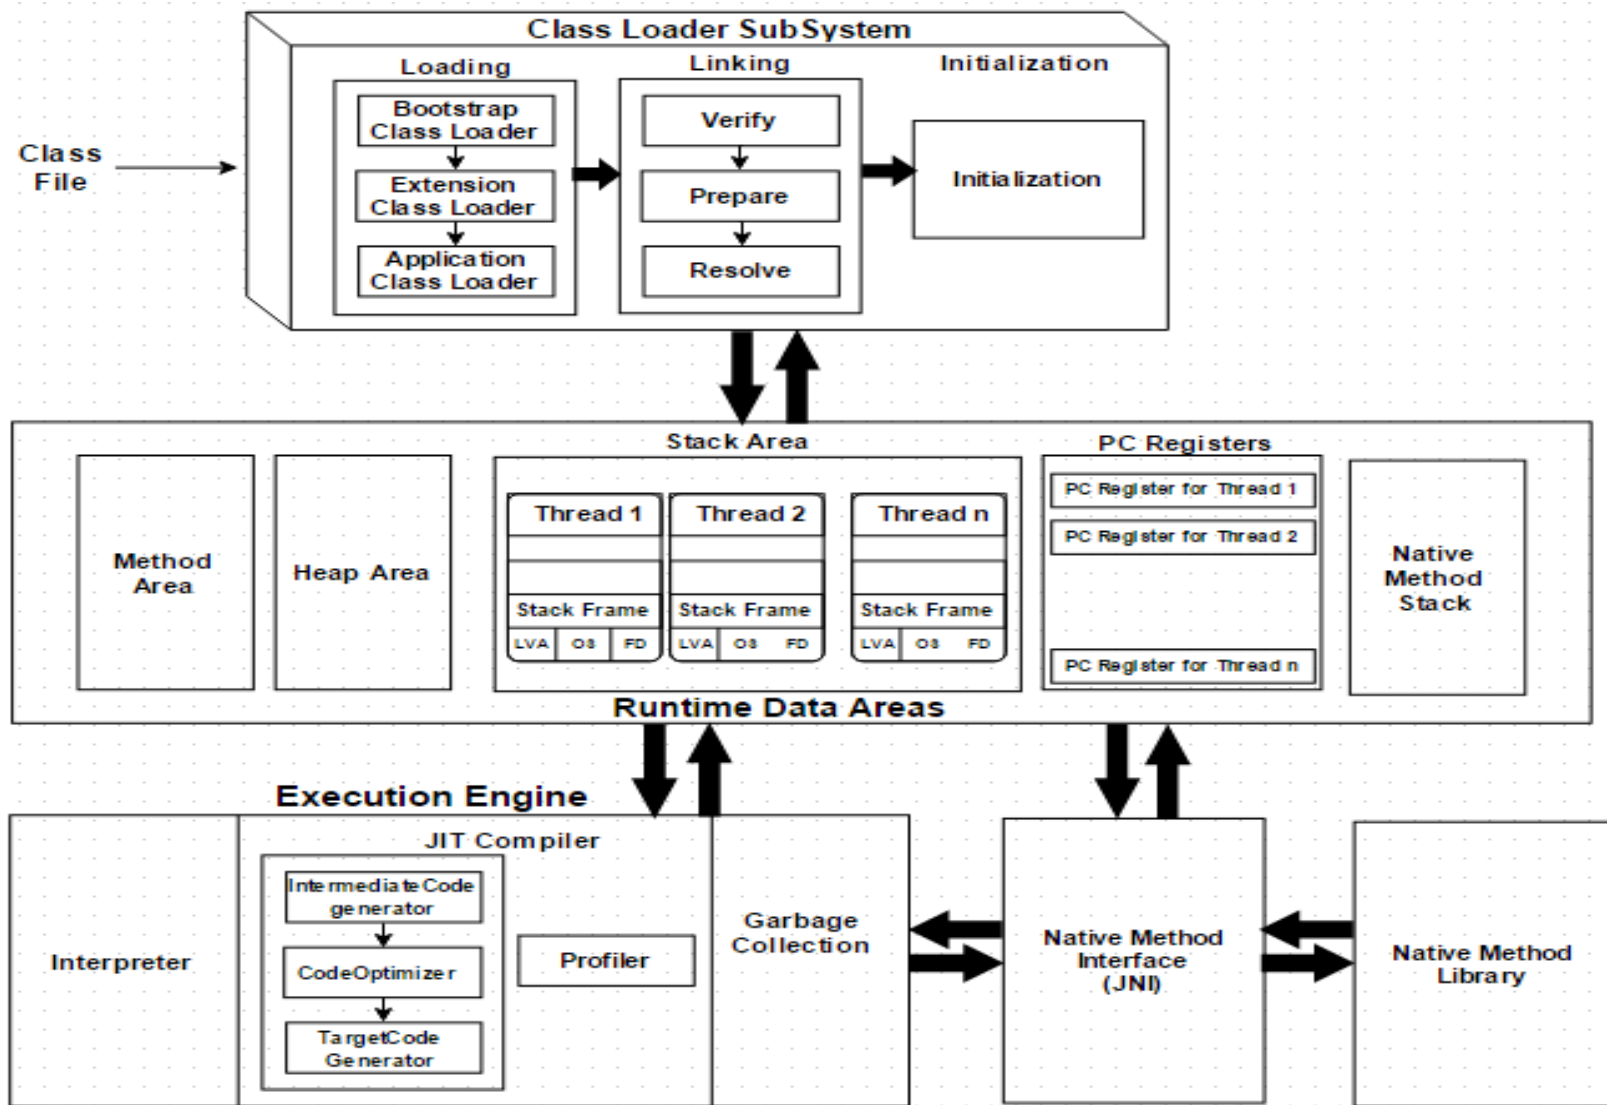 Class Loader SubSystem
Loading
Linking
Initialization
Bootstrap
Class Loader
Extension
Class Loader
Application
Class Loader
Verify
Prepare
Resolve
Initialization
Class
File
Stack Area
PC Registers
Method
Area
Heap Area
Thread 1
Stack Frame
LVA
OS
FD
Thread 2
Stack Frame
LVA
OS
FD
Thread n
Stack Frame
LVA
OS
FD
PC Register for Thread 1
PC Register for Thread 2
PC Register for Thread n
Native
Method
Stack
Runtime Data Areas
Execution Engine
Interpreter
JIT Compiler
IntermediateCode
generator
CodeOptimizer
TargetCode
Generator
Profiler
Garbage
Collection
Native Method
Interface
(JNI)
Native Method
Library